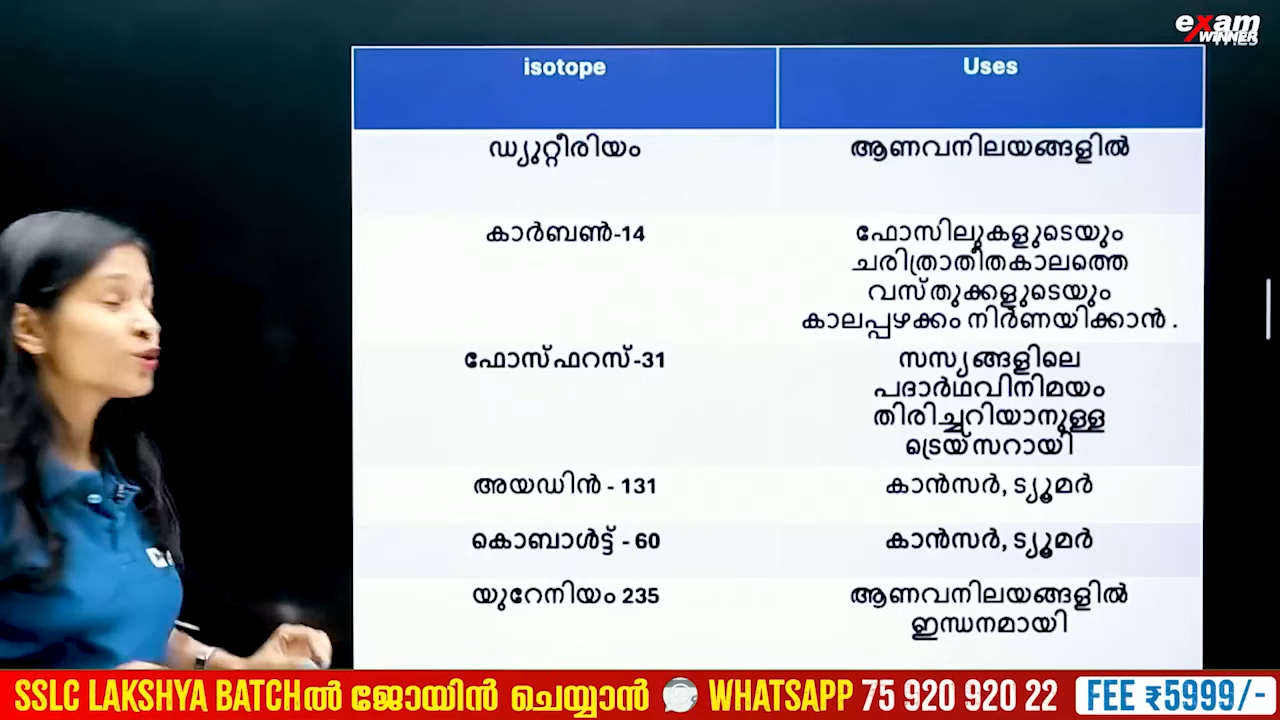 exam
WINNER
isotope
Uses
ഡ്യുറ്റീരിയം
ആണവനിലയങ്ങളിൽ
കാർബൺ-14
ഫോസിലുകളുടെയും
ചരിത്രാതീതകാലത്തെ
വസ്തുക്കളുടെയും
കാലപ്പഴക്കം നിർണയിക്കാൻ .
ഫോസ്ഫറസ്-31
സസ്യങ്ങളിലെ
പദാർഥവിനിമയം
തിരിച്ചറിയാനുള്ള
ട്രെയ്സറായി
അയഡിൻ - 131
കാൻസർ, ട്യൂമർ
കൊബാൾട്ട് - 60
കാൻസർ, ട്യൂമർ
യുറേനിയം 235
ആണവനിലയങ്ങളിൽ
ഇന്ധനമായി
SSLC LAKSHYA BATCHൽ ജോയിൻ ചെയ്യാൻ WHATSAPP 75 920 920 22 FEE ₹5999/-